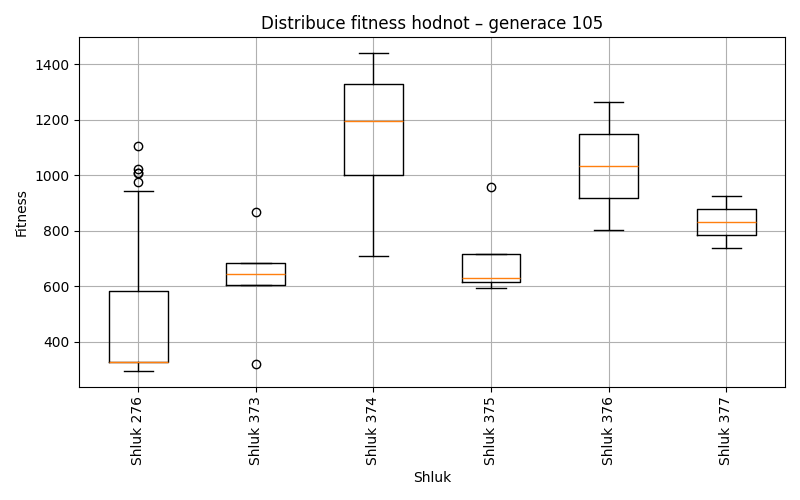 Distribuce fitness hodnot – generace 105
Fitness
1400
1200
1000
800
600
400
Shluk 276
Shluk 373
Shluk 374
Shluk 375
Shluk 376
Shluk 377
Shluk